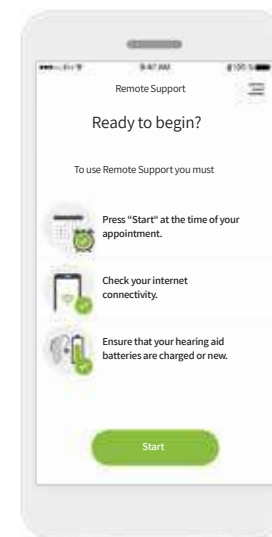 9:47 AM
Remote Support
Ready to begin?
To use Remote Support you must
Press "Start" at the time of your
appointment.
Check your internet
connectivity.
Ensure that your hearing aid
batteries are charged or new.
Start